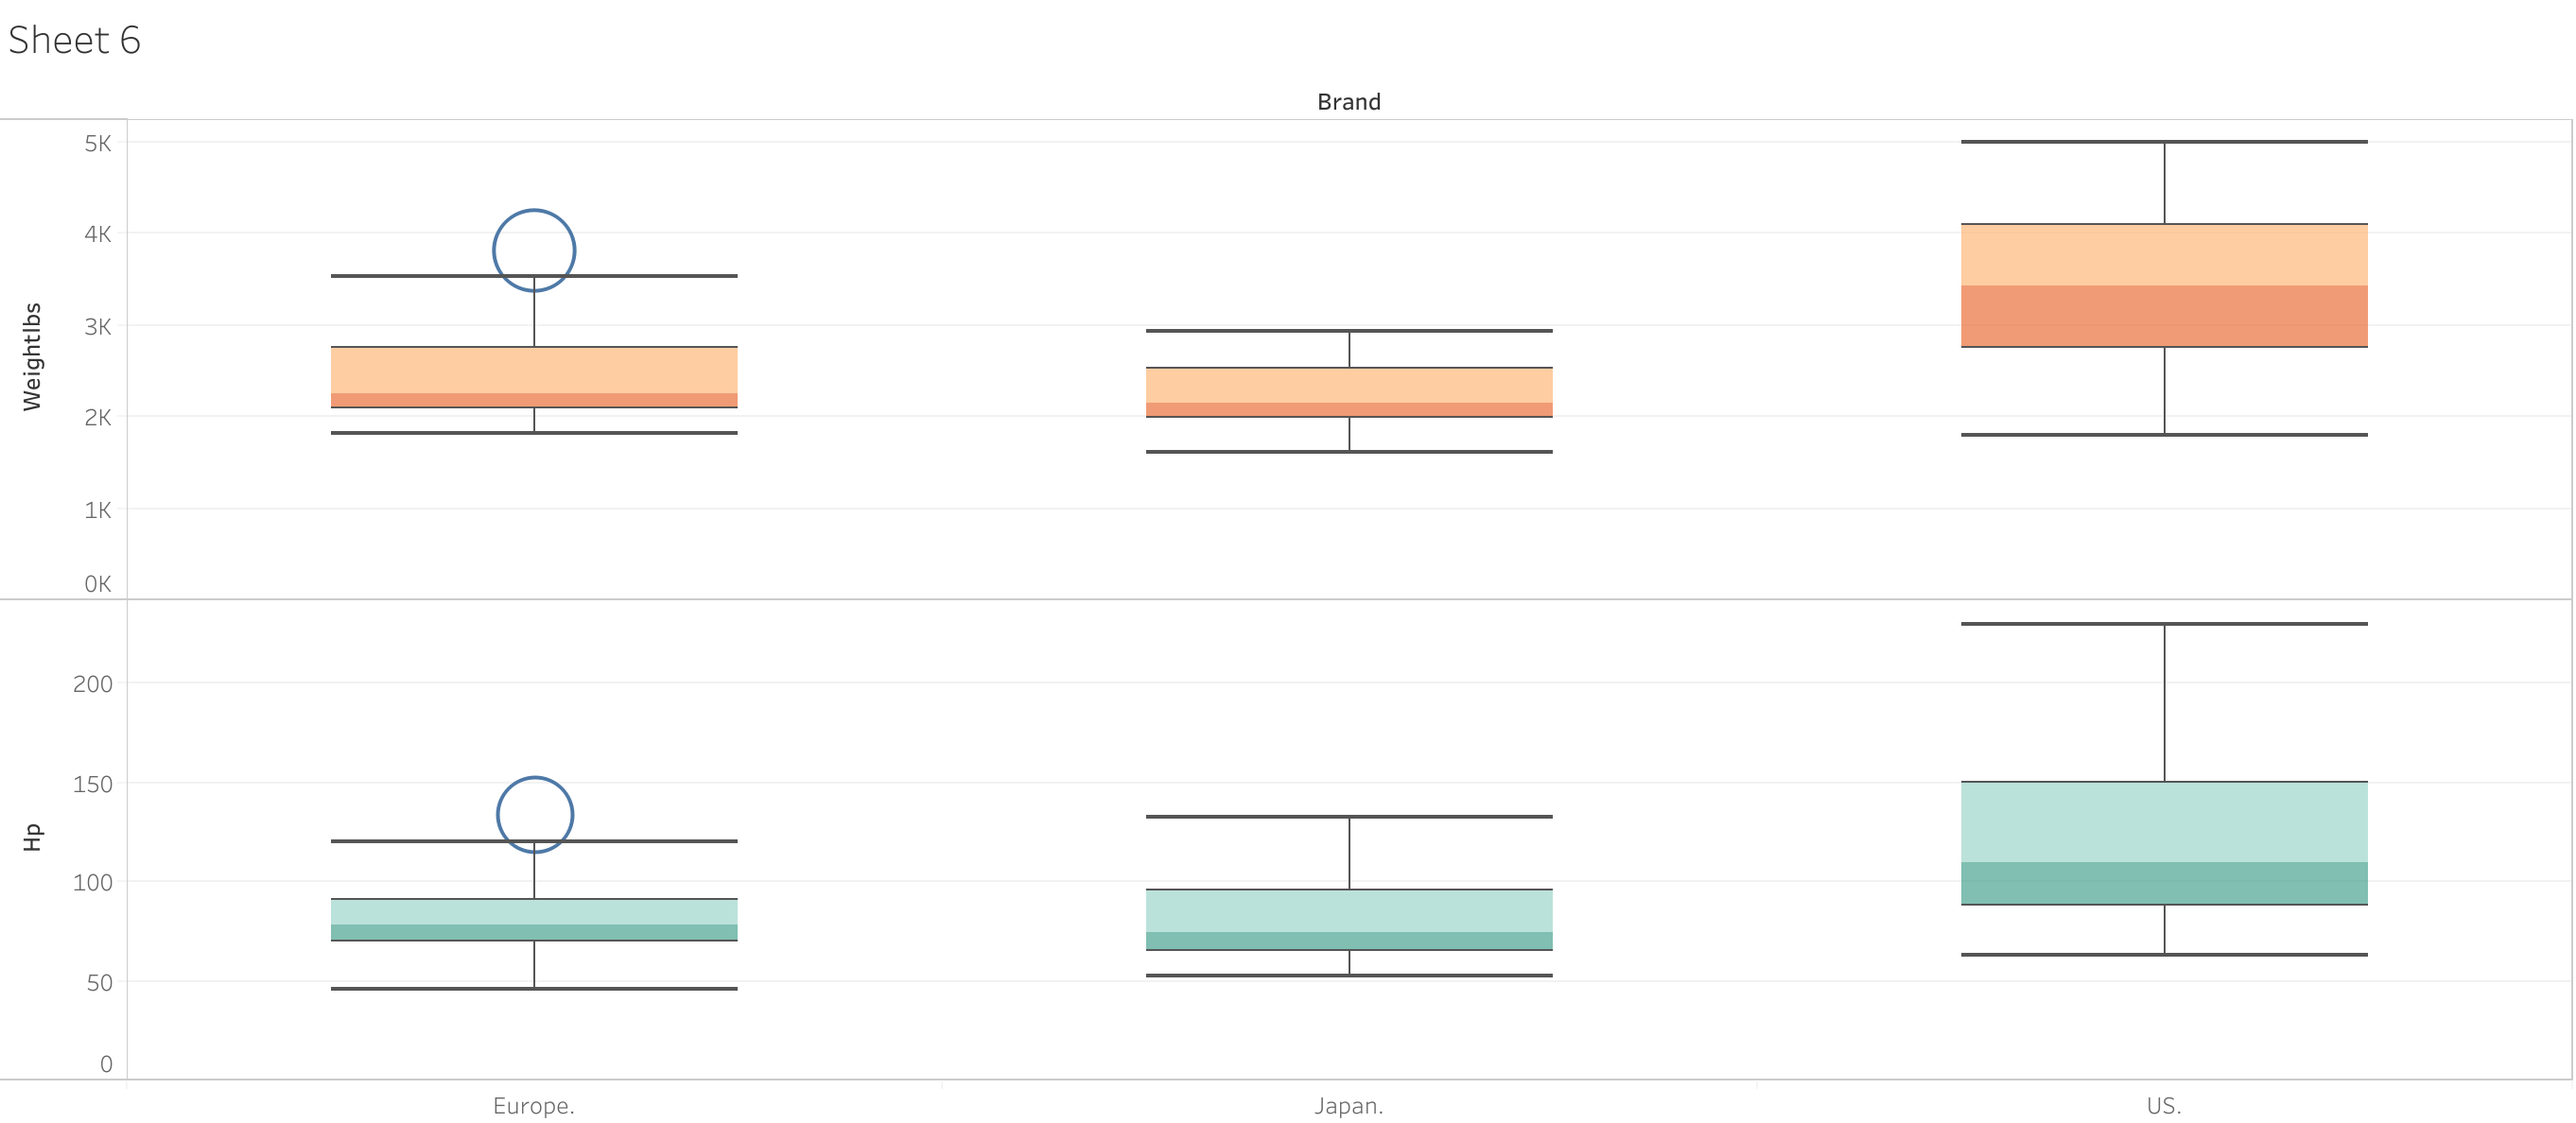 Sheet 6
Brand
Weightlbs
5K
4K
3K
2K
1K
0K
Hp
200
150
100
50
0
Europe.
Japan.
US.